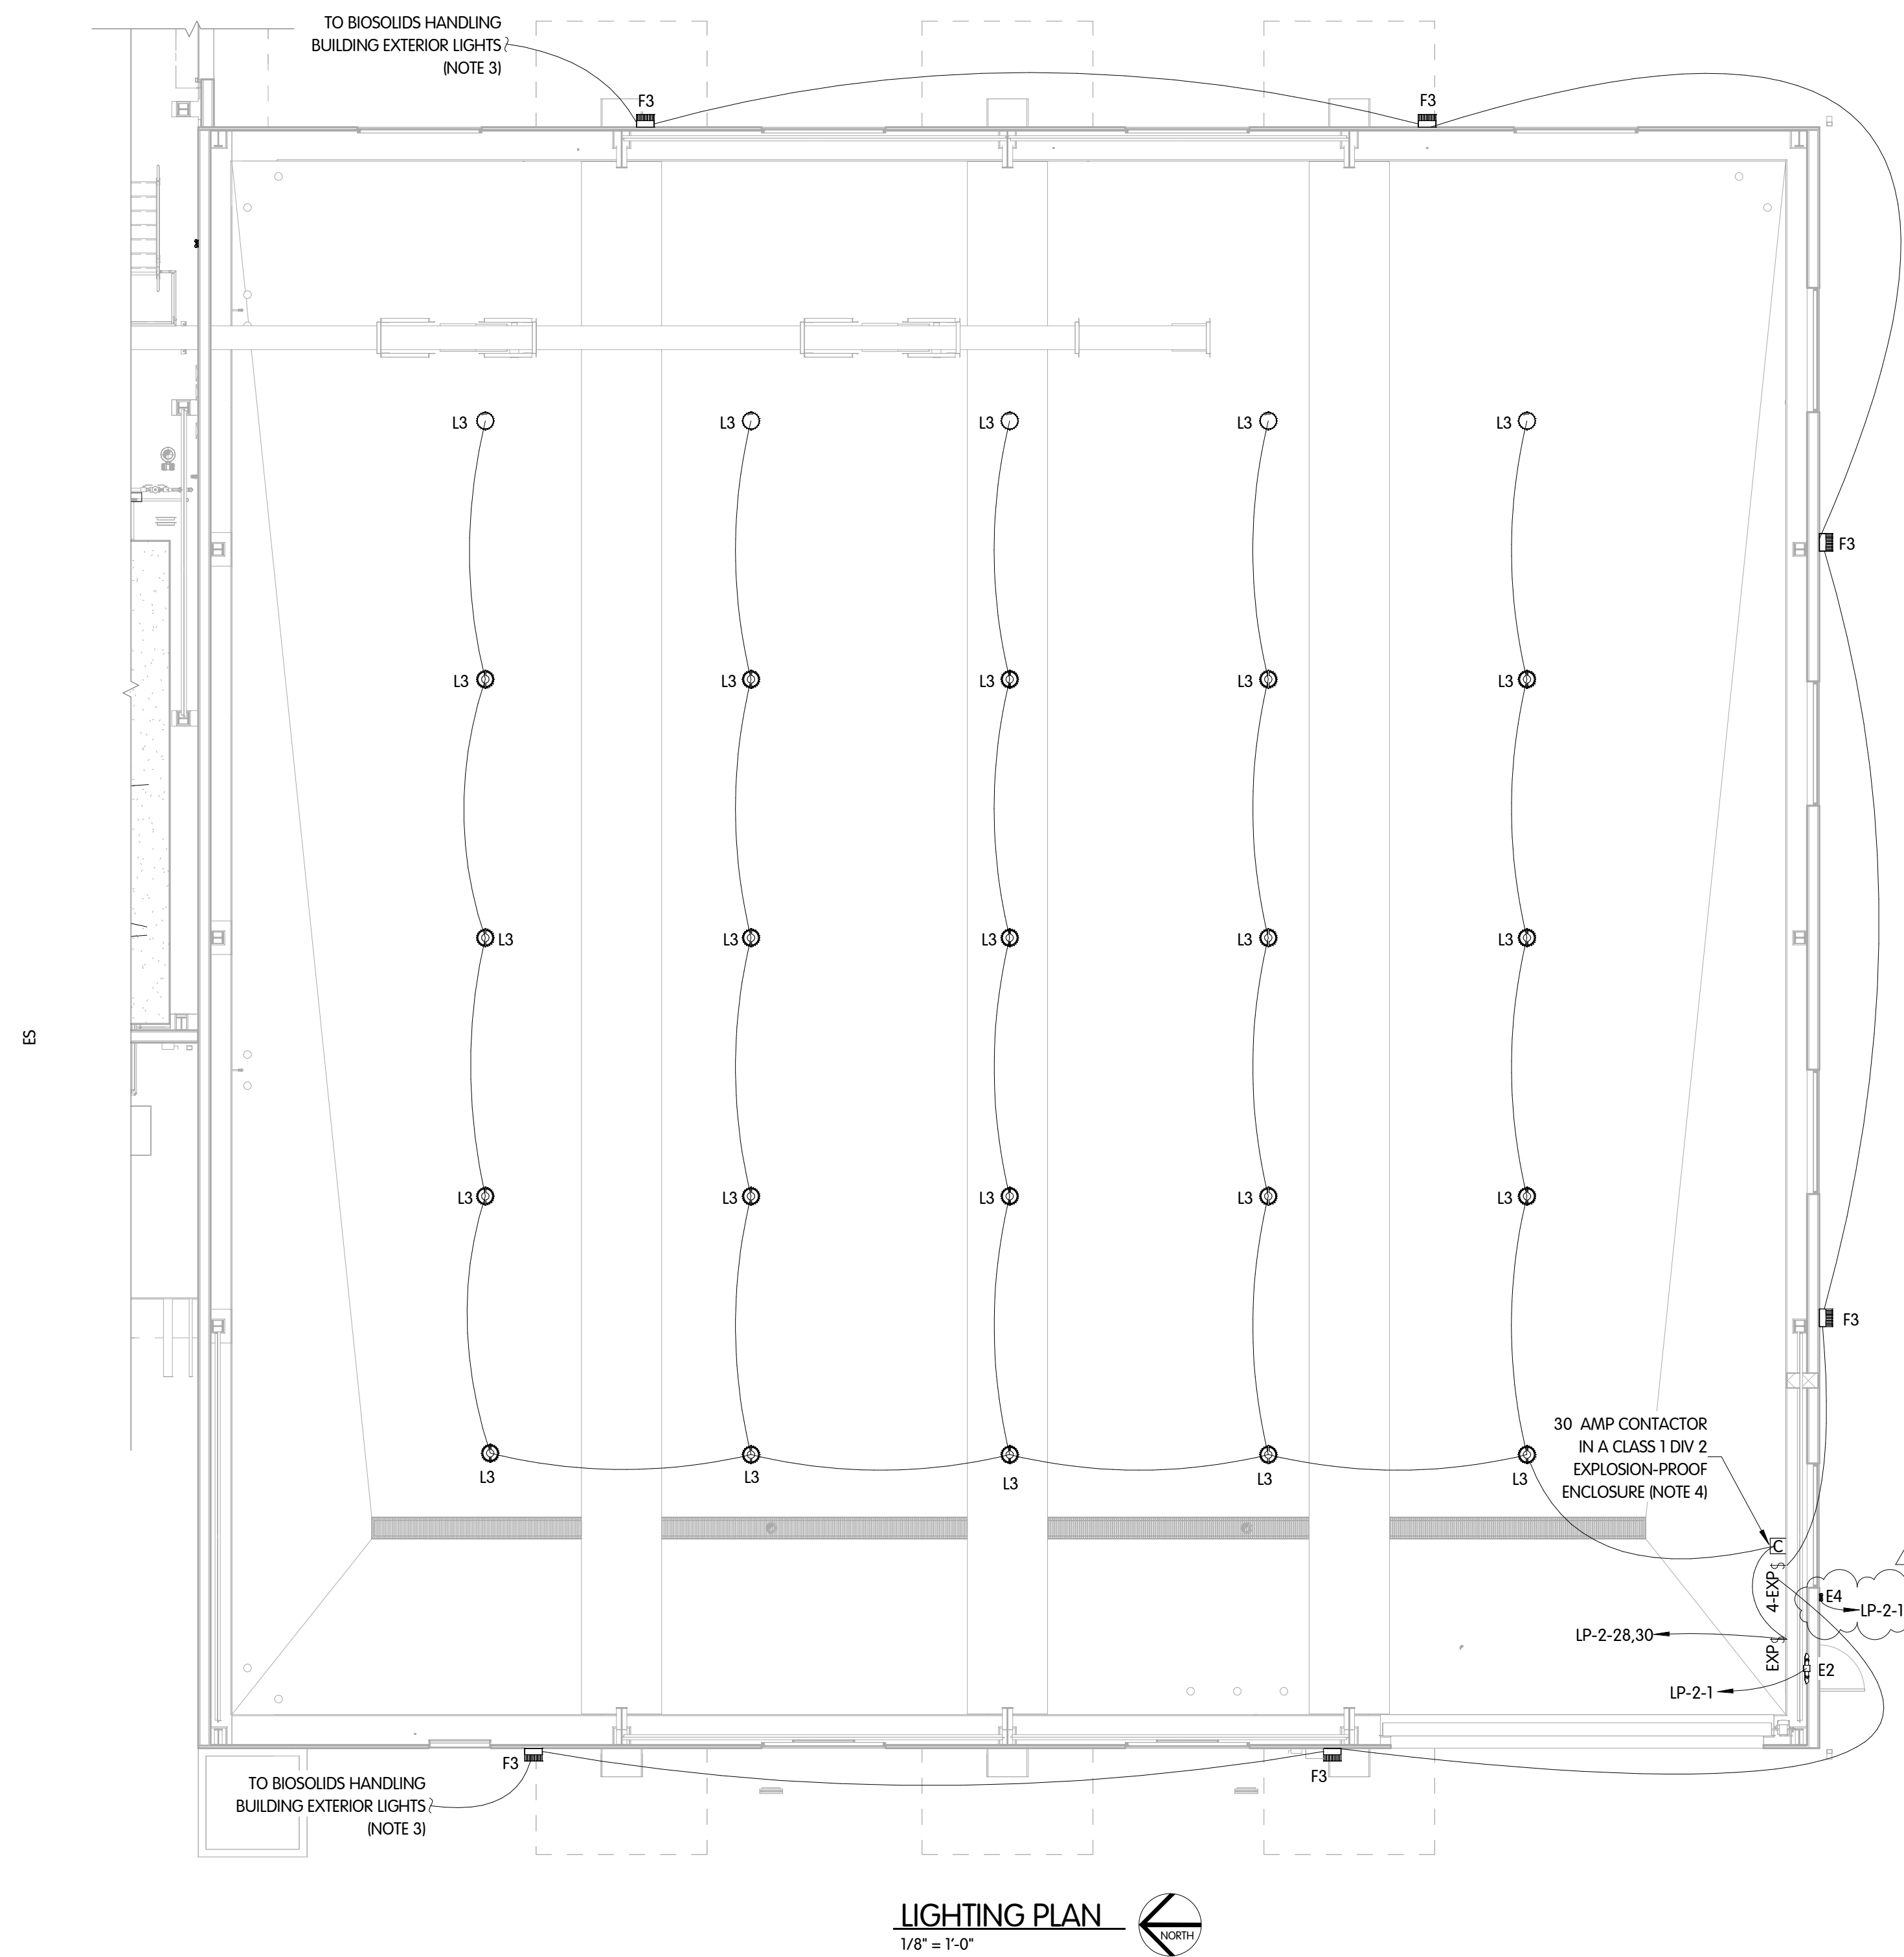 TO BIOSOLIDS HANDLING
BUILDING EXTERIOR LIGHTS
(NOTE 3)
F3
F3
L3
L3
L3
L3
L3
F3
L3
L3
L3
L3
L3
L3
L3
L3
L3
L3
ES
L3
L3
L3
L3
L3
F3
30 AMP CONTACTOR
IN A CLASS 1 DIV 2
EXPLOSION-PROOF
ENCLOSURE (NOTE 4)
L3
L3
L3
L3
L3
C
4-EXP
E4
LP-2-1
LP-2-28,30
EXP
E2
LP-2-1
F3
F3
TO BIOSOLIDS HANDLING
BUILDING EXTERIOR LIGHTS
(NOTE 3)
LIGHTING PLAN
1/8" = 1'-0"
NORTH